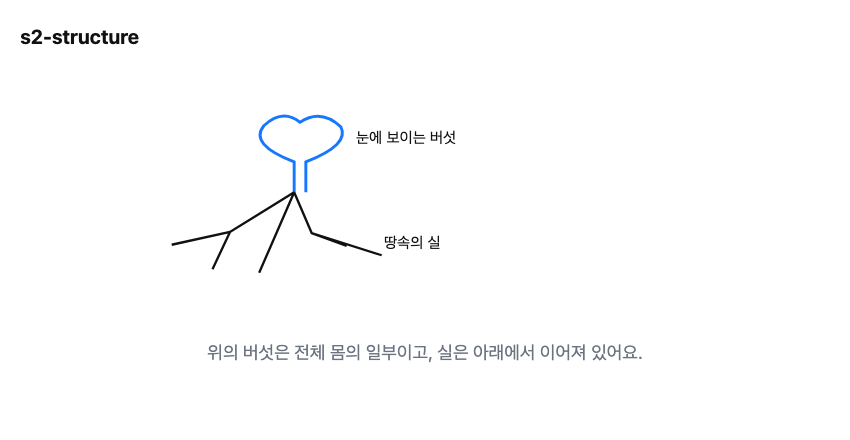 s2-structure
눈에 보이는 버섯
땅속의 실
위의 버섯은 전체 몸의 일부이고, 실은 아래에서 이어져 있어요.